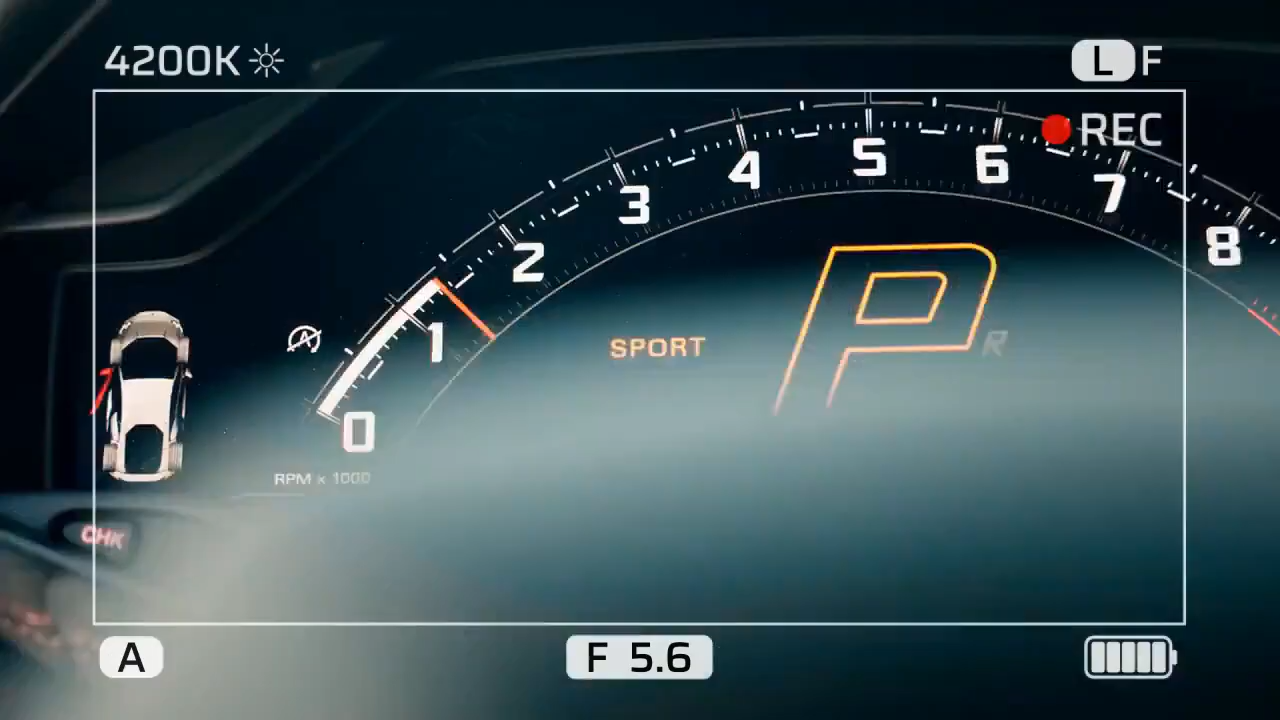 4200K
L F
REC
0 1 2 3 4 5 6 7 8
SPORT
P
R
A
RPM x 1000
CHK
A
F 5.6